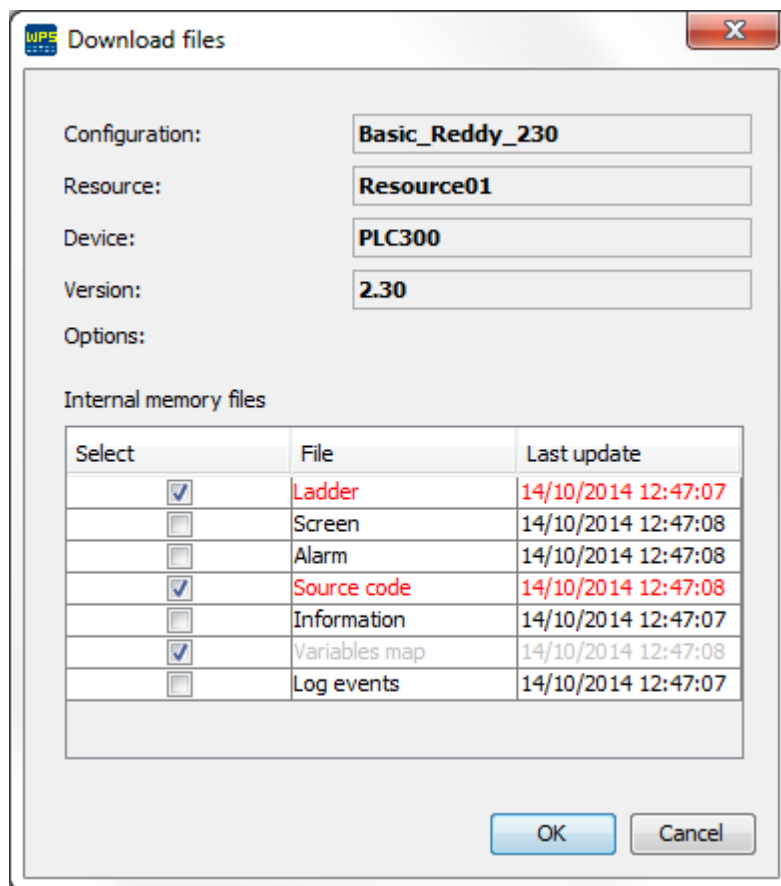 WPS Download files
Configuration: Basic_Reddy_230
Resource: Resource01
Device: PLC300
Version: 2.30
Options:
Internal memory files
Select File Last update
Ladder 14/10/2014 12:47:07
Screen 14/10/2014 12:47:08
Alarm 14/10/2014 12:47:08
Source code 14/10/2014 12:47:08
Information 14/10/2014 12:47:07
Variables map 14/10/2014 12:47:08
Log events 14/10/2014 12:47:07
OK Cancel